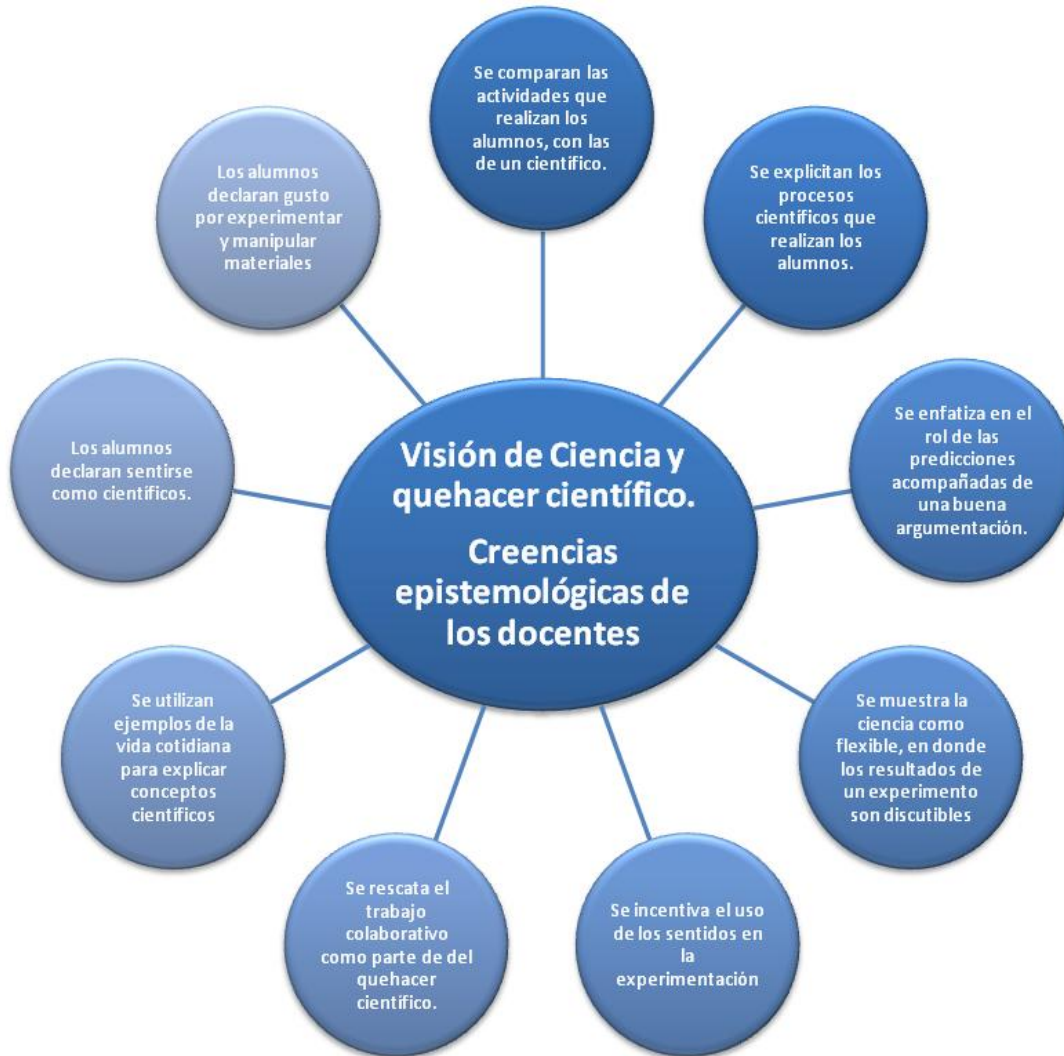 Se comparan las
actividades que
realizan los
alumnos, con las
de un científico.
Se explicitan los
procesos
científicos que
realizan los
alumnos.
Se enfatiza en el
rol de las
predicciones
acompañadas de
una buena
argumentación.
Se muestra la
ciencia como
flexible, en donde
los resultados de
un experimento
son discutibles
Se incentiva el uso
de los sentidos en
la
experimentación
Se rescata el
trabajo
colaborativo
como parte de del
quehacer
científico.
Se utilizan
ejemplos de la
vida cotidiana
para explicar
conceptos
científicos
Los alumnos
declaran sentirse
como científicos.
Los alumnos
declaran gusto
por experimentar
y manipular
materiales
Visión de Ciencia y
quehacer científico.
Creencias
epistemológicas de
los docentes